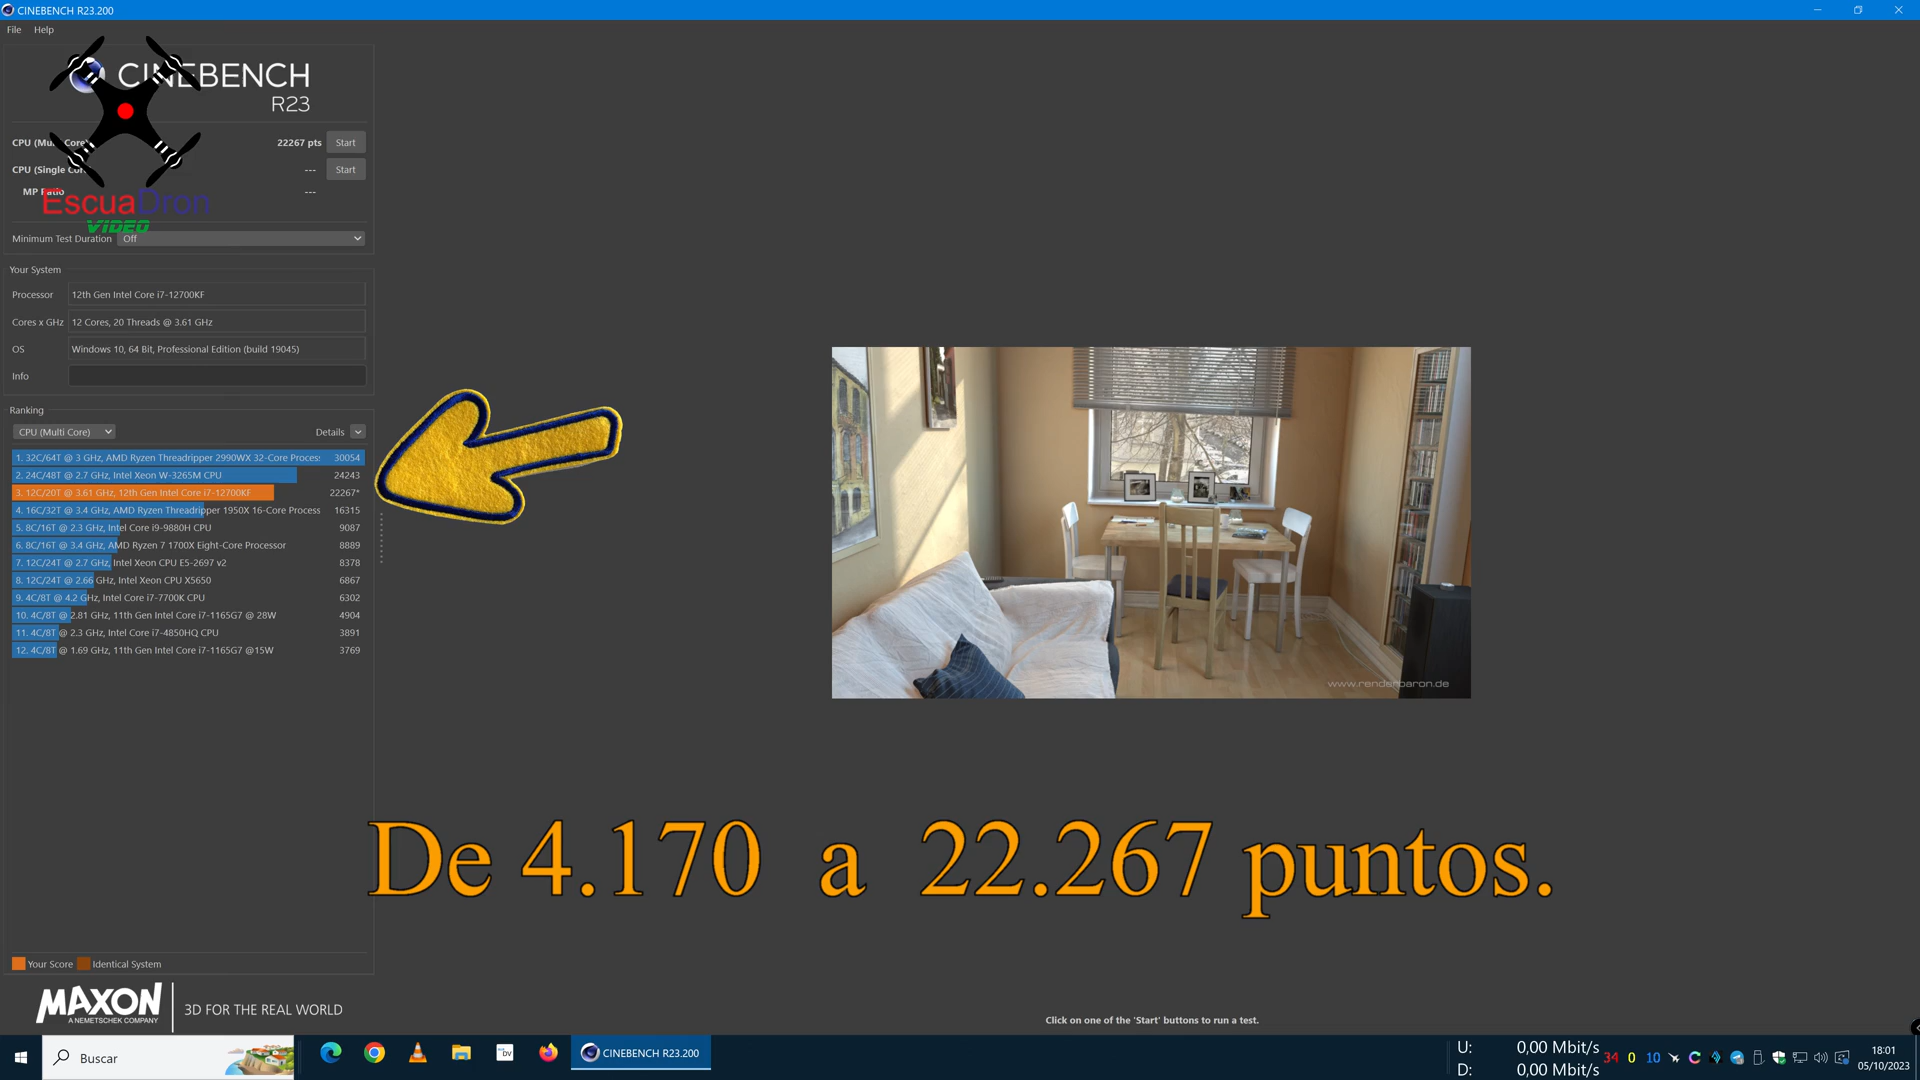 CINEBENCH R23.200
File Help
CINEBENCH
R23
CPU (Mu Core 22267 pts Start
CPU (Single Cor --- Start
MP Ratio ---
EscuaDron
VIDEO
Minimum Test Duration Off
Your System
Processor 12th Gen Intel Core i7-12700KF
Cores x GHz 12 Cores, 20 Threads @ 3.61 GHz
OS Windows 10, 64 Bit, Professional Edition (build 19045)
Info
Ranking
CPU (Multi Core) Details
1. 32C/64T @ 3 GHz, AMD Ryzen Threadripper 2990WX 32-Core Process 30054
2. 24C/48T @ 2.7 GHz, Intel Xeon W-3265M CPU 24243
3. 12C/20T @ 3.61 GHz, 12th Gen Intel Core i7-12700KF 22267*
4. 16C/32T @ 3.4 GHz, AMD Ryzen Threadripper 1950X 16-Core Process 16315
5. 8C/16T @ 2.3 GHz, Intel Core i9-9880H CPU 9087
6. 8C/16T @ 3.4 GHz, AMD Ryzen 7 1700X Eight-Core Processor 8889
7. 12C/24T @ 2.7 GHz, Intel Xeon CPU E5-2697 v2 8378
8. 12C/24T @ 2.66 GHz, Intel Xeon CPU X5650 6867
9. 4C/8T @ 4.2 GHz, Intel Core i7-7700K CPU 6302
10. 4C/8T @ 2.81 GHz, 11th Gen Intel Core i7-1165G7 @ 28W 4904
11. 4C/8T @ 2.3 GHz, Intel Core i7-4850HQ CPU 3891
12. 4C/8T @ 1.69 GHz, 11th Gen Intel Core i7-1165G7 @15W 3769
www.renderbaron.de
De 4.170 a 22.267 puntos.
Your Score Identical System
MAXON
A NEMETSCHEK COMPANY
3D FOR THE REAL WORLD
Click on one of the 'Start' buttons to run a test.
Buscar
DV
CINEBENCH R23.200
U: 0,00 Mbit/s
D: 0,00 Mbit/s
34 0 10
18:01
05/10/2023